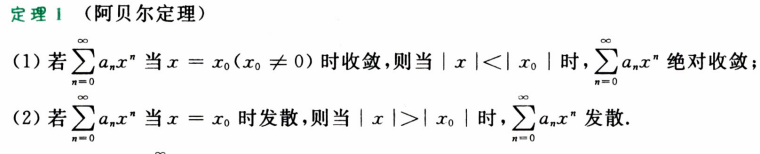 定理 1 (阿贝尔定理)
(1) 若 $\sum_{n=0}^{\infty} a_n x^n$ 当 $x = x_0 (x_0 \neq 0)$ 时收敛,则当 $|x| < |x_0|$ 时, $\sum_{n=0}^{\infty} a_n x^n$ 绝对收敛;
(2) 若 $\sum_{n=0}^{\infty} a_n x^n$ 当 $x = x_0$ 时发散,则当 $|x| > |x_0|$ 时, $\sum_{n=0}^{\infty} a_n x^n$ 发散.